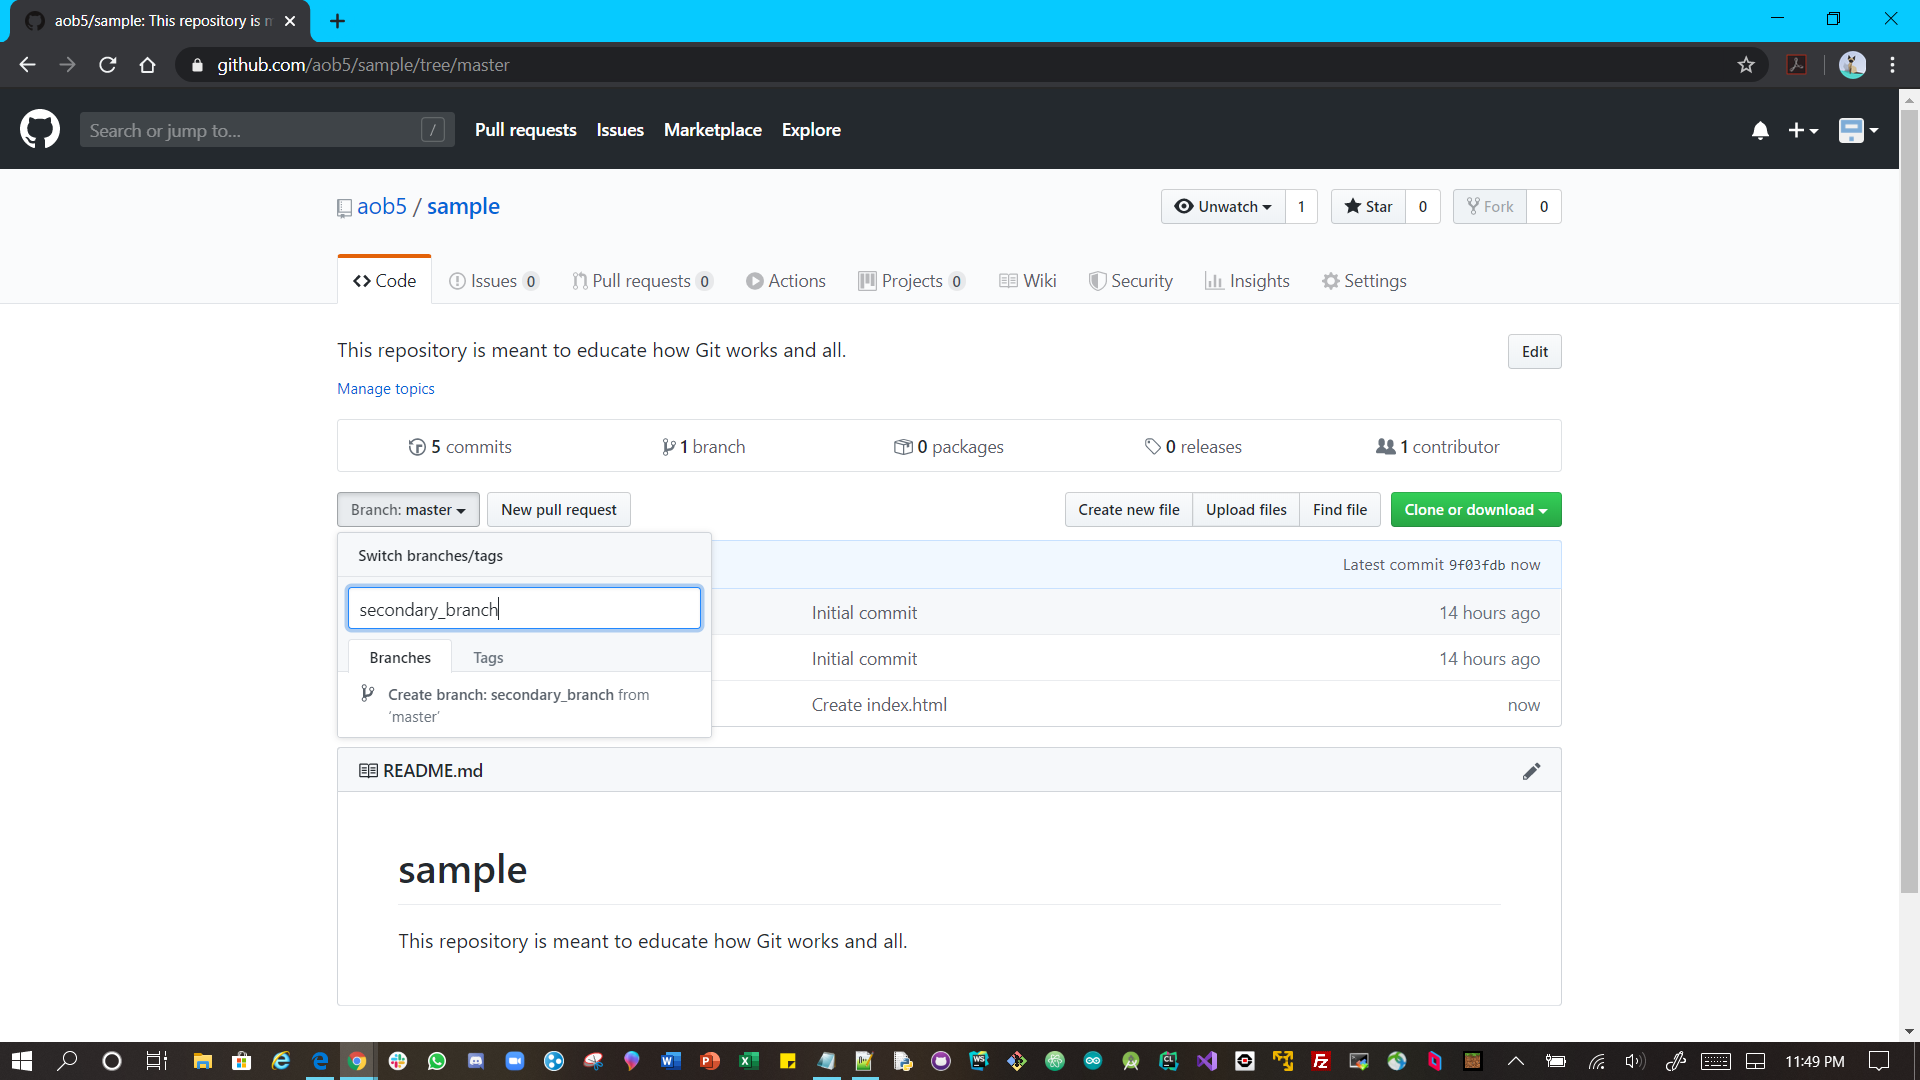 aob5/sample: This repository is m
github.com/aob5/sample/tree/master
Search or jump to...
/
Pull requests Issues Marketplace Explore
aob5 / sample
Unwatch 1 Star 0 Fork 0
Code Issues 0 Pull requests 0 Actions Projects 0 Wiki Security Insights Settings
This repository is meant to educate how Git works and all.
Edit
Manage topics
5 commits 1 branch 0 packages 0 releases 1 contributor
Branch: master New pull request Create new file Upload files Find file Clone or download
Switch branches/tags
Latest commit 9f03fdb now
secondary_branch
Initial commit 14 hours ago
Branches Tags
Initial commit 14 hours ago
Create branch: secondary_branch from
'master'
Create index.html now
README.md
sample
This repository is meant to educate how Git works and all.
11:49 PM